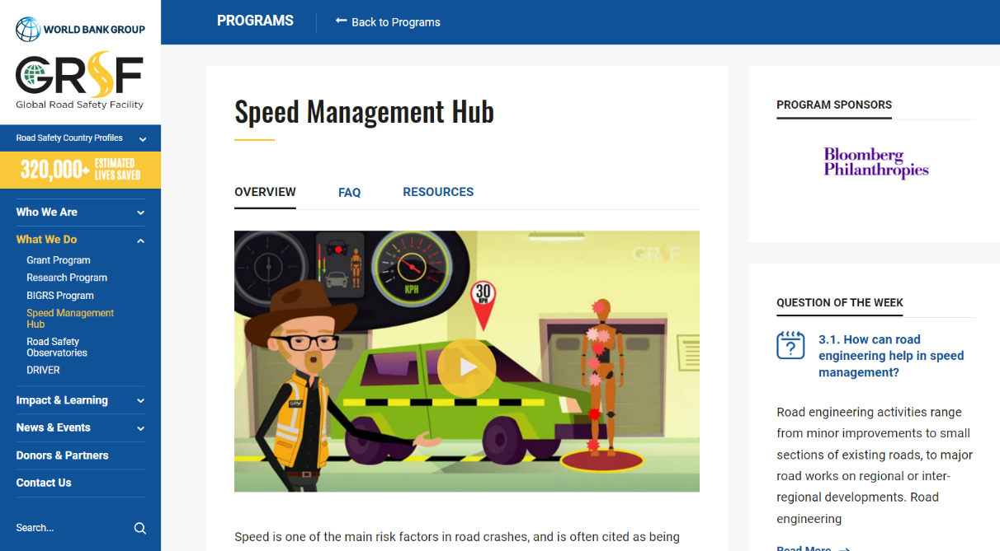 WORLD BANK GROUP
GRSF
Global Road Safety Facility
Road Safety Country Profiles
320,000+ ESTIMATED
LIVES SAVED
Who We Are
What We Do
Grant Program
Research Program
BIGRS Program
Speed Management
Hub
Road Safety
Observatories
DRIVER
Impact & Learning
News & Events
Donors & Partners
Contact Us
Search...
PROGRAMS
Back to Programs
Speed Management Hub
OVERVIEW
FAQ
RESOURCES
GRSF
KPH
30
KPH
GRSF
Speed is one of the main risk factors in road crashes, and is often cited as being
PROGRAM SPONSORS
Bloomberg
Philanthropies
QUESTION OF THE WEEK
3.1. How can road
engineering help in speed
management?
Road engineering activities range
from minor improvements to small
sections of existing roads, to major
road works on regional or inter-
regional developments. Road
engineering
Read More